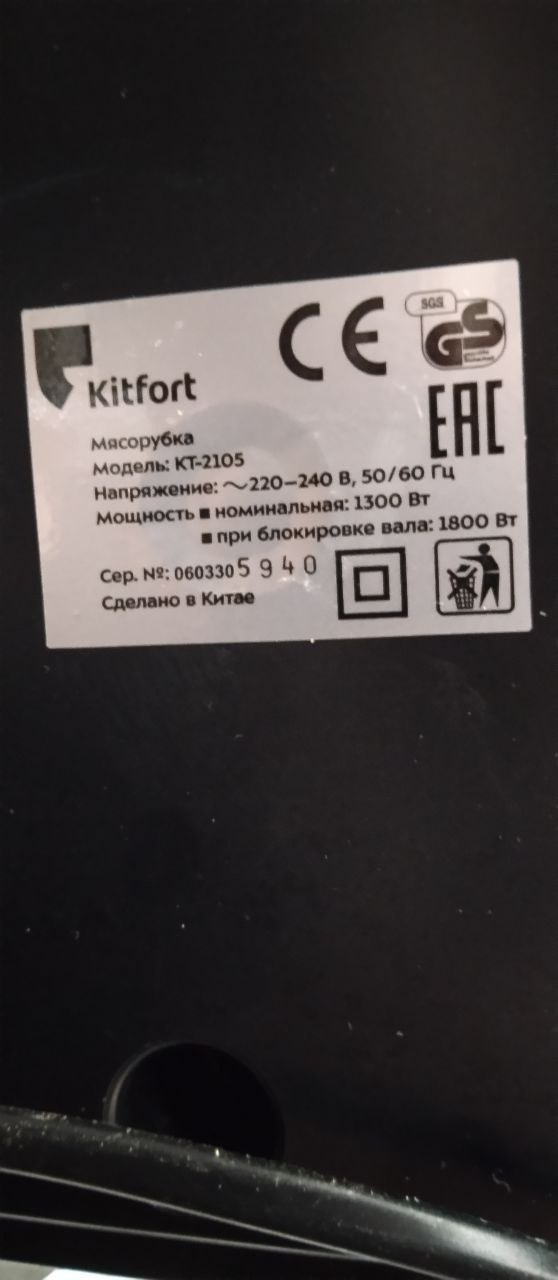 CE
SGS
GS
Kitfort
EAC
Мясорубка
Модель: КТ-2105
Напряжение: ~220–240 В, 50/60 Гц
Мощность ■ номинальная: 1300 Вт
■ при блокировке вала: 1800 Вт
Сер. №: 0603305940
Сделано в Китае